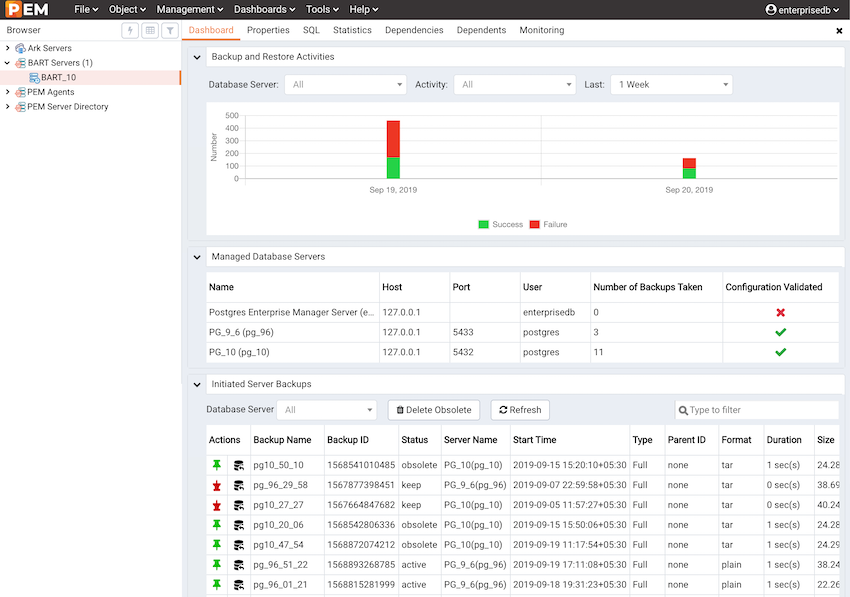 PEM File Object Management Dashboards Tools Help enterprisedb
Browser Dashboard Properties SQL Statistics Dependencies Dependents Monitoring
Ark Servers
BART Servers (1)
BART_10
PEM Agents
PEM Server Directory
Backup and Restore Activities
Database Server: All Activity: All Last: 1 Week
500
400
300
200
100
0
Number
Sep 19, 2019 Sep 20, 2019
Success Failure
Managed Database Servers
Name Host Port User Number of Backups Taken Configuration Validated
Postgres Enterprise Manager Server (e... 127.0.0.1 enterprisedb 0
PG_9_6 (pg_96) 127.0.0.1 5433 postgres 3
PG_10 (pg_10) 127.0.0.1 5432 postgres 11
Initiated Server Backups
Database Server All Delete Obsolete Refresh Type to filter
Actions Backup Name Backup ID Status Server Name Start Time Type Parent ID Format Duration Size
pg10_50_10 1568541010485 obsolete PG_10(pg_10) 2019-09-15 15:20:10+05:30 Full none tar 1 sec(s) 24.28
pg_96_29_58 1567877398451 keep PG_9_6(pg_96) 2019-09-07 22:59:58+05:30 Full none tar 0 sec(s) 38.69
pg10_27_27 1567664847682 keep PG_10(pg_10) 2019-09-05 11:57:27+05:30 Full none tar 0 sec(s) 40.24
pg10_20_06 1568542806336 obsolete PG_10(pg_10) 2019-09-15 15:50:06+05:30 Full none tar 1 sec(s) 24.28
pg10_47_54 1568872074212 obsolete PG_10(pg_10) 2019-09-19 11:17:54+05:30 Full none tar 1 sec(s) 24.29
pg_96_51_22 1568893268785 active PG_9_6(pg_96) 2019-09-19 17:11:08+05:30 Full none plain 1 sec(s) 38.24
pg_96_01_21 1568815281999 active PG_9_6(pg_96) 2019-09-18 19:31:23+05:30 Full none plain 1 sec(s) 22.26